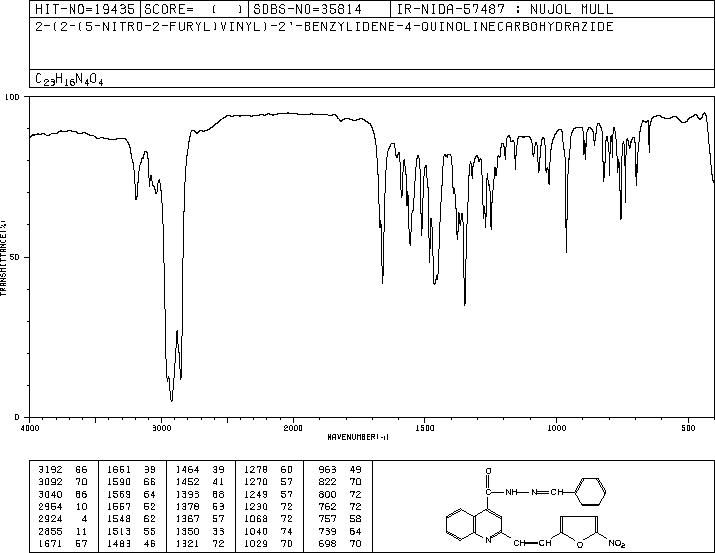 HIT-NO=19435 SCORE= ( ) SDBS-NO=35814 IR-NIDA-57487 : NUJOL MULL
2-(2-(5-NITRO-2-FURYL)VINYL)-2'-BENZYLIDENE-4-QUINOLINECARBOHYDRAZIDE
C23H16N4O4
100
50
0
TRANSMITTANCE(%)
4000 3000 2000 1500 1000 500
WAVENUMBER(-1)
3192 66 1661 39 1464 39 1278 60 963 49
3092 70 1590 66 1452 41 1270 57 822 70
3040 86 1569 64 1393 68 1249 57 800 72
2954 10 1557 62 1378 53 1230 72 762 72
2924 4 1548 62 1367 57 1068 72 757 58
2855 11 1513 55 1350 33 1040 74 739 64
1671 57 1483 46 1321 72 1029 70 698 70
O
C NH N CH
N CH CH O NO2